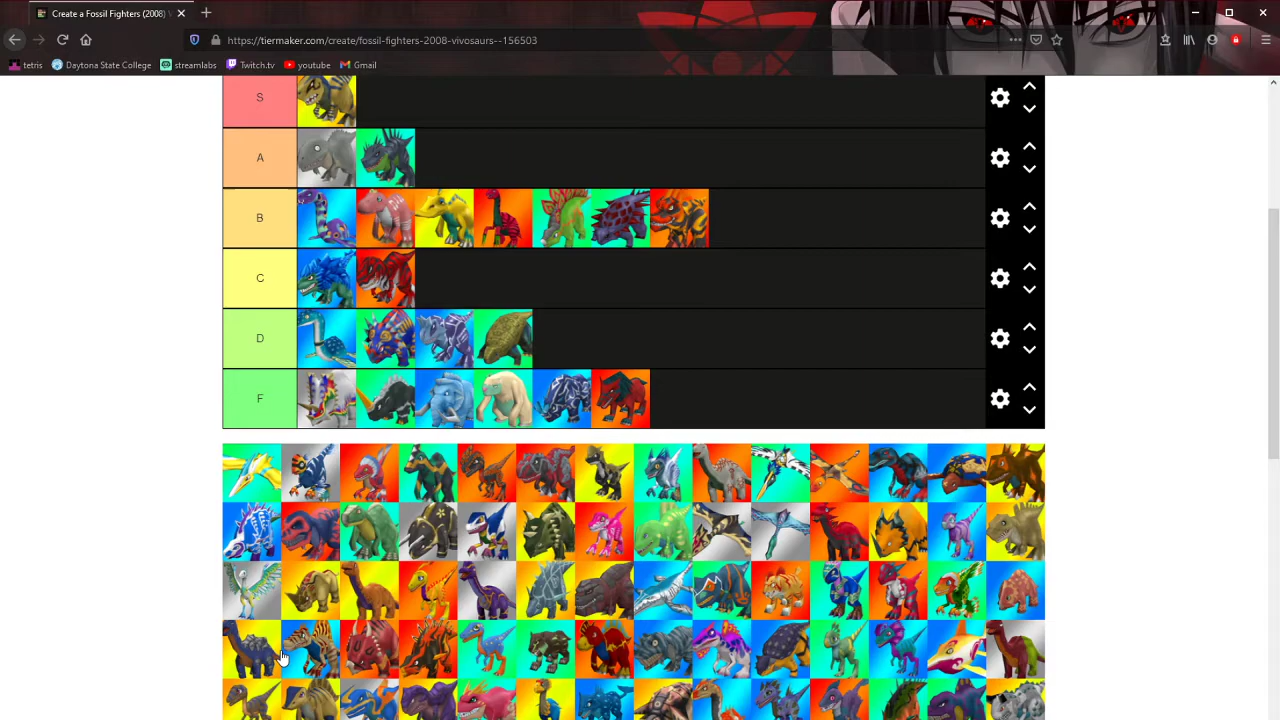 Create a Fossil Fighters (2008) V
https://tiermaker.com/create/fossil-fighters-2008-vivosaurs--156503
tetris Daytona State College streamlabs Twitch.tv youtube Gmail
S
A
B
C
D
F